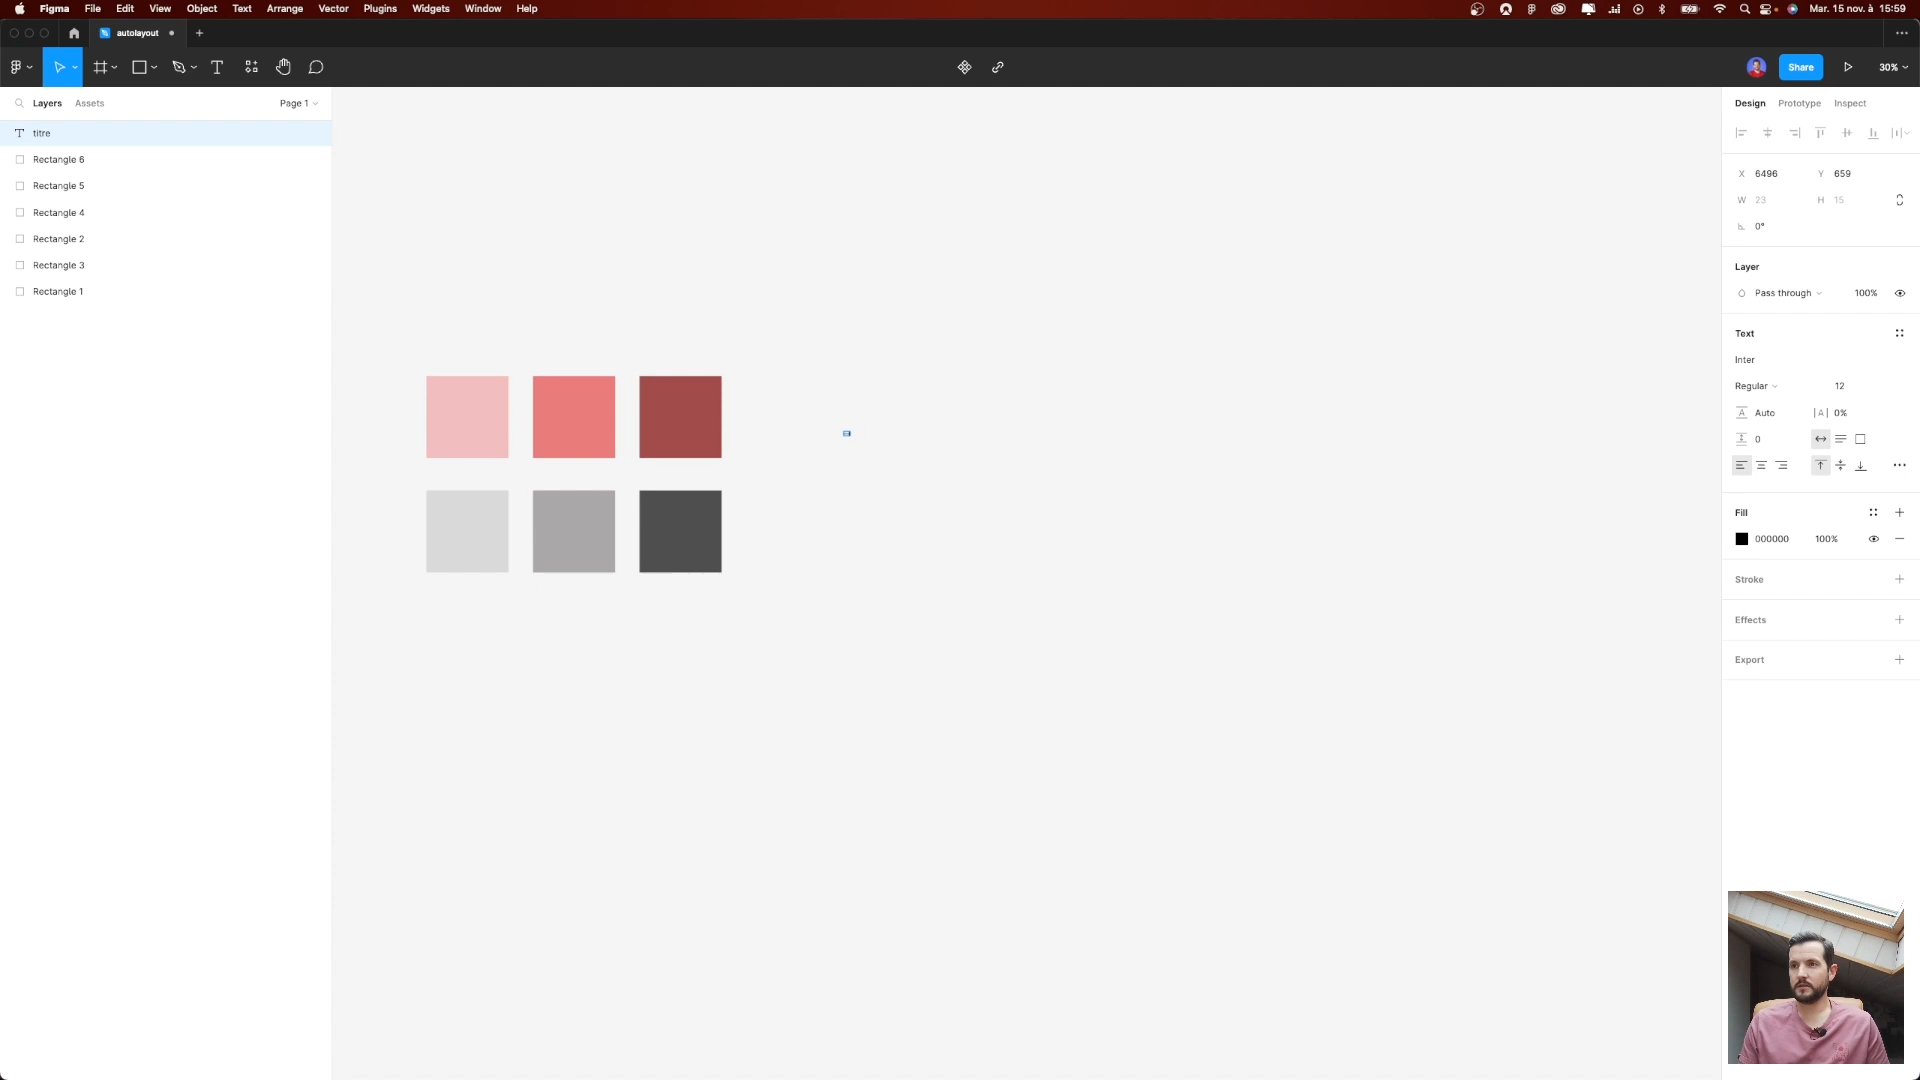 Figma File Edit View Object Text Arrange Vector Plugins Widgets Window Help Mar. 15 nov. à 15:59
autolayout
Share 30%
Layers Assets Page 1
titre
Rectangle 6
Rectangle 5
Rectangle 4
Rectangle 2
Rectangle 3
Rectangle 1
Design Prototype Inspect
X 6496 Y 659
W 23 H 15
0°
Layer
Pass through 100%
Text
Inter
Regular 12
A Auto |A| 0%
0
Fill
000000 100%
Stroke
Effects
Export